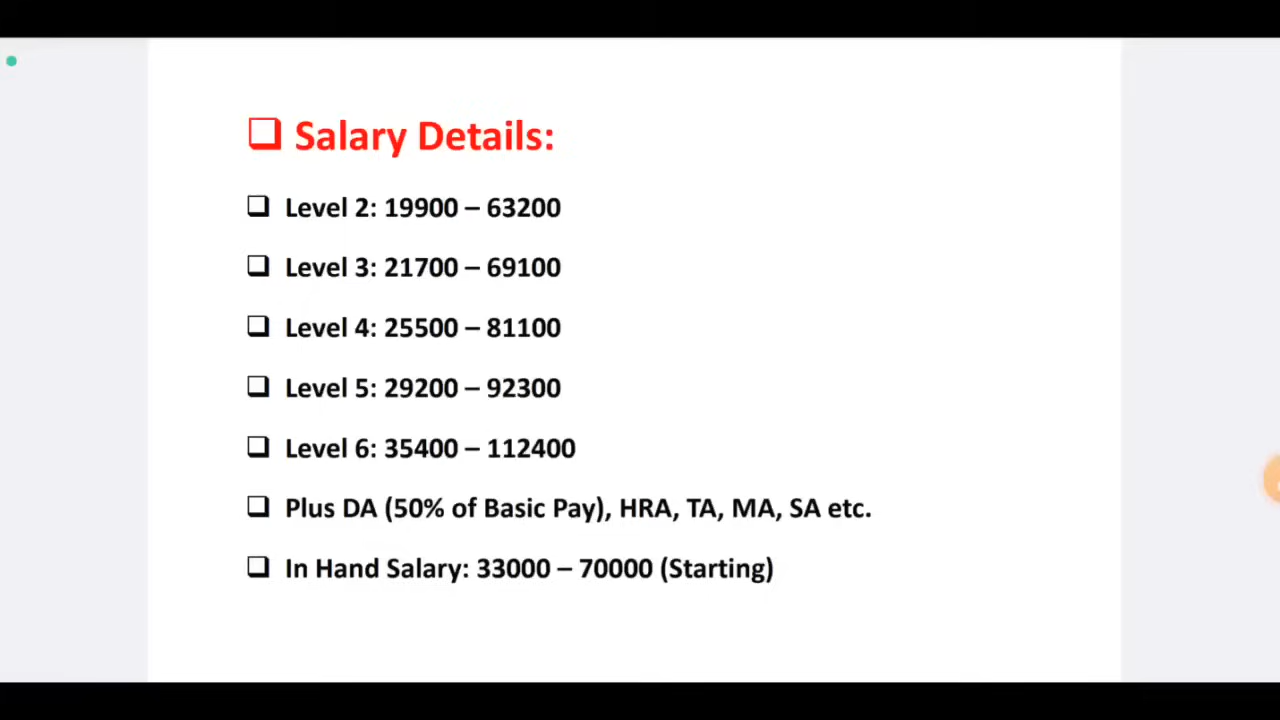 Salary Details:
Level 2: 19900 – 63200
Level 3: 21700 – 69100
Level 4: 25500 – 81100
Level 5: 29200 – 92300
Level 6: 35400 – 112400
Plus DA (50% of Basic Pay), HRA, TA, MA, SA etc.
In Hand Salary: 33000 – 70000 (Starting)